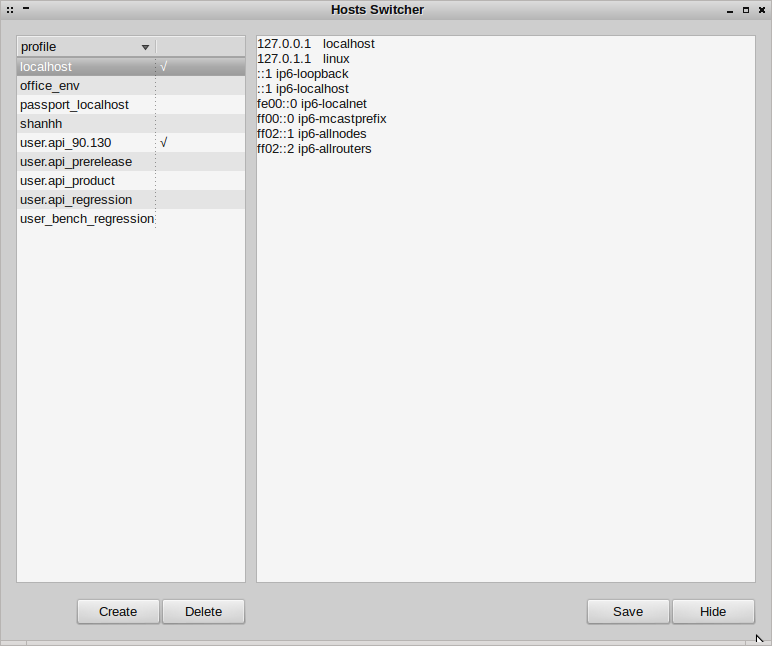 Hosts Switcher
profile
localhost √
office_env
passport_localhost
shanhh
user.api_90.130 √
user.api_prerelease
user.api_product
user.api_regression
user_bench_regression
127.0.0.1 localhost
127.0.1.1 linux
::1 ip6-loopback
::1 ip6-localhost
fe00::0 ip6-localnet
ff00::0 ip6-mcastprefix
ff02::1 ip6-allnodes
ff02::2 ip6-allrouters
Create Delete Save Hide